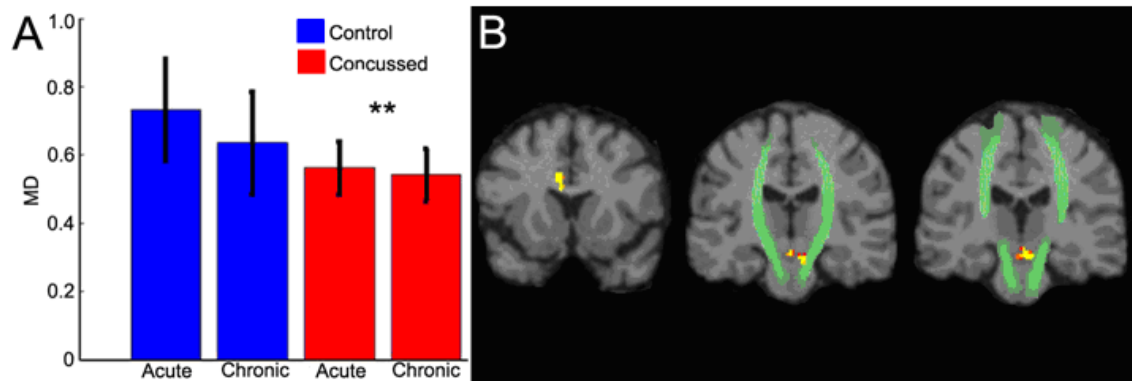 A
1.0
0.8
0.6
0.4
0.2
0
MD
Control
Concussed
**
Acute Chronic Acute Chronic
B